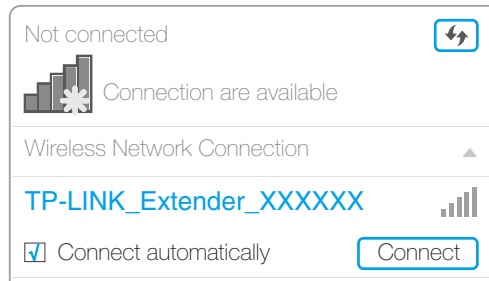 Not connected
Connection are available
Wireless Network Connection
TP-LINK_Extender_XXXXXX
Connect automatically
Connect